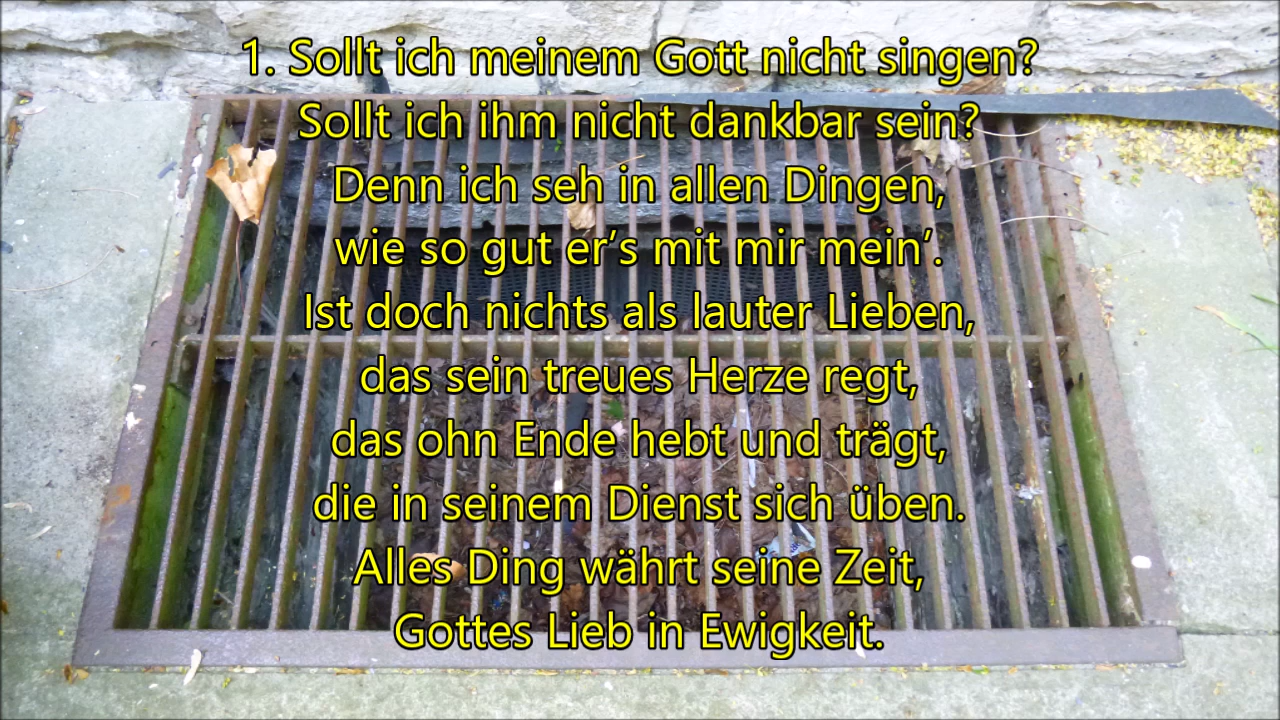 1. Sollt ich meinem Gott nicht singen?
Sollt ich ihm nicht dankbar sein?
Denn ich seh in allen Dingen,
wie so gut er’s mit mir mein’.
Ist doch nichts als lauter Lieben,
das sein treues Herze regt,
das ohn Ende hebt und trägt,
die in seinem Dienst sich üben.
Alles Ding währt seine Zeit,
Gottes Lieb in Ewigkeit.